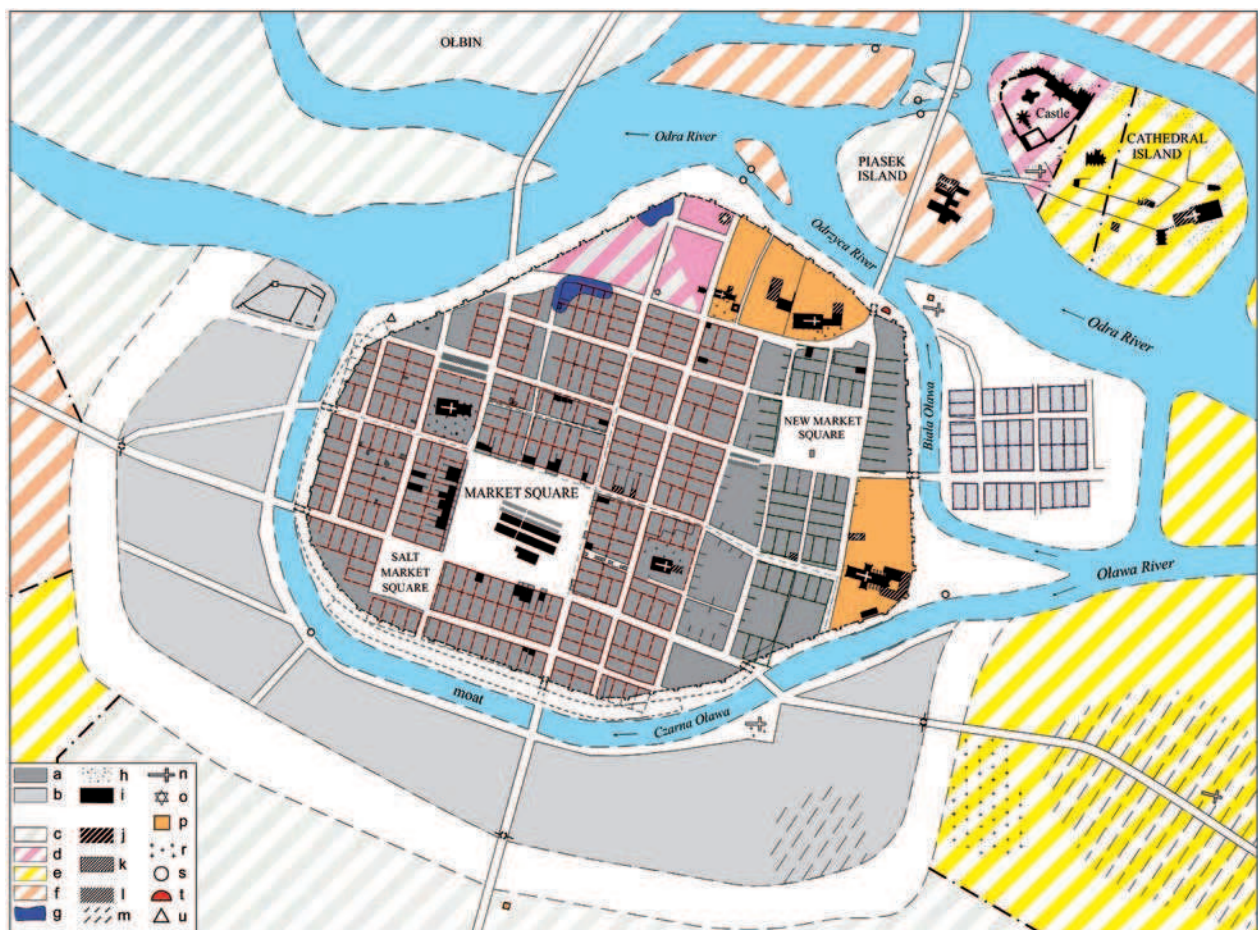 OŁBIN
Castle
CATHEDRAL
ISLAND
Odra River
PIASEK
ISLAND
Odrzyca River
Odra River
Biała Oława
NEW MARKET
SQUARE
MARKET SQUARE
SALT
MARKET
SQUARE
Oława River
moat
Czarna Oława
a
b
c
d
e
f
g
h
i
j
k
l
m
n
o
p
r
s
t
u